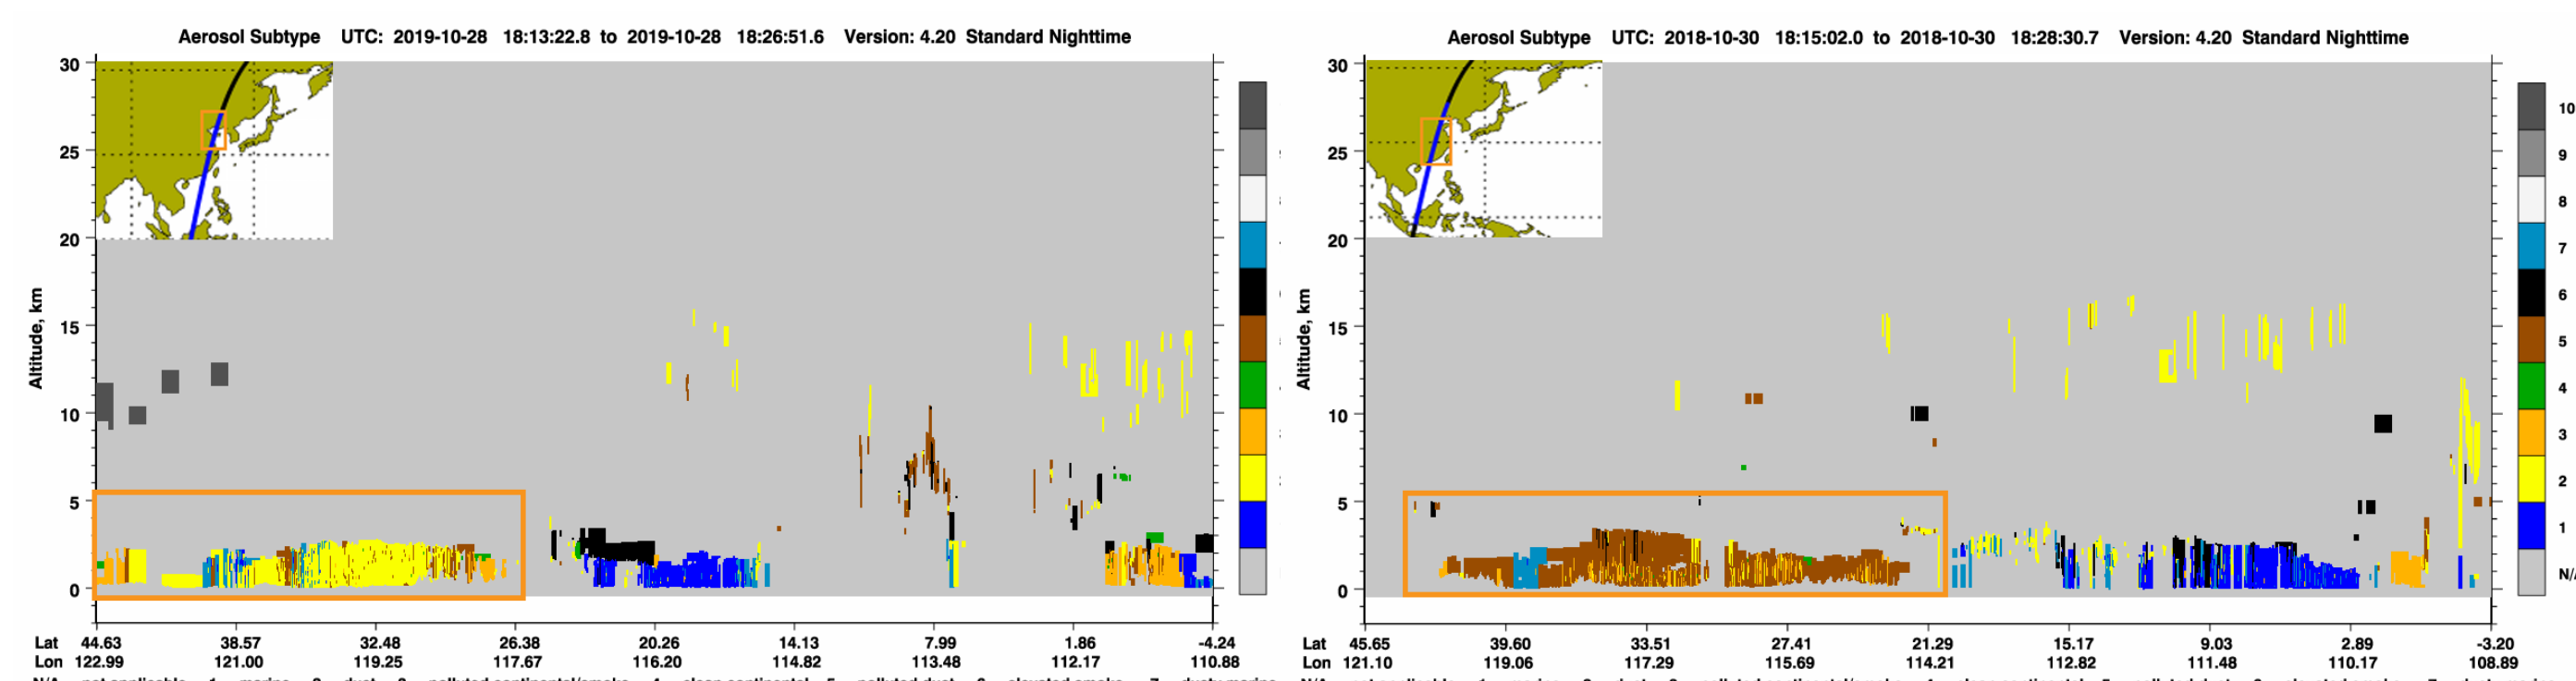 Aerosol Subtype UTC: 2019-10-28 18:13:22.8 to 2019-10-28 18:26:51.6 Version: 4.20 Standard Nighttime
30
25
20
15
10
5
0
Altitude, km
Lat 44.63 38.57 32.48 26.38 20.26 14.13 7.99 1.86 -4.24
Lon 122.99 121.00 119.25 117.67 116.20 114.82 113.48 112.17 110.88
Aerosol Subtype UTC: 2018-10-30 18:15:02.0 to 2018-10-30 18:28:30.7 Version: 4.20 Standard Nighttime
30
25
20
15
10
5
0
Altitude, km
10
9
8
7
6
5
4
3
2
1
N/
Lat 45.65 39.60 33.51 27.41 21.29 15.17 9.03 2.89 -3.20
Lon 121.10 119.06 117.29 115.69 114.21 112.82 111.48 110.17 108.89